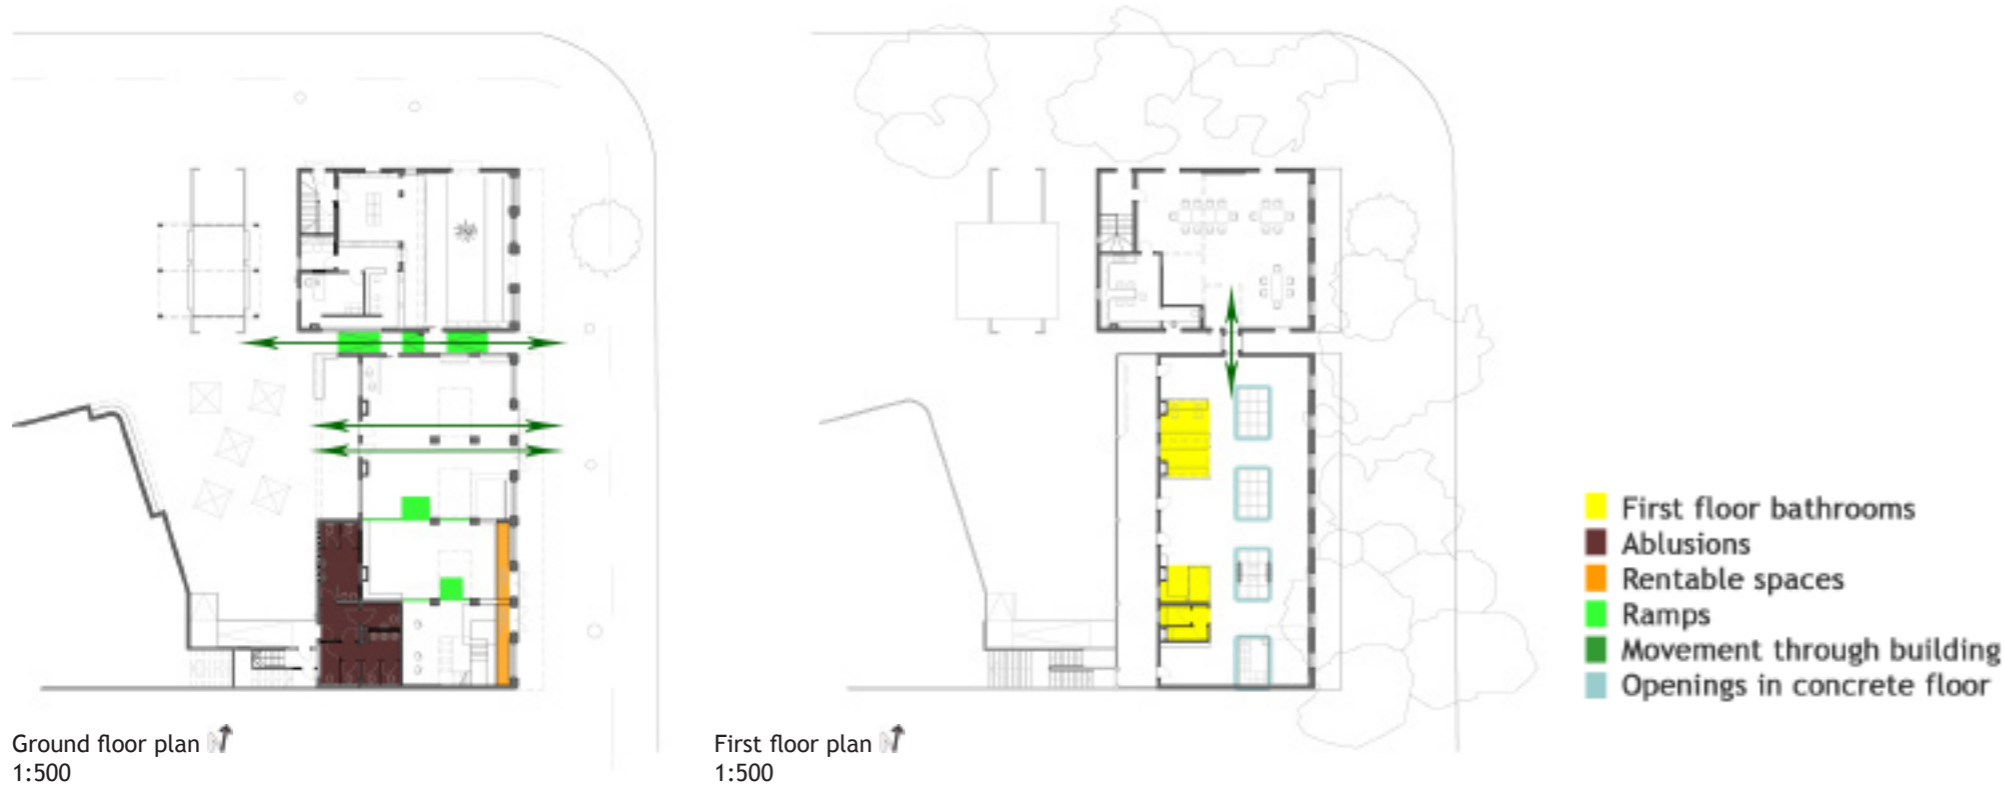 First floor bathrooms
Ablusions
Rentable spaces
Ramps
Movement through building
Openings in concrete floor
Ground floor plan
1:500
First floor plan
1:500